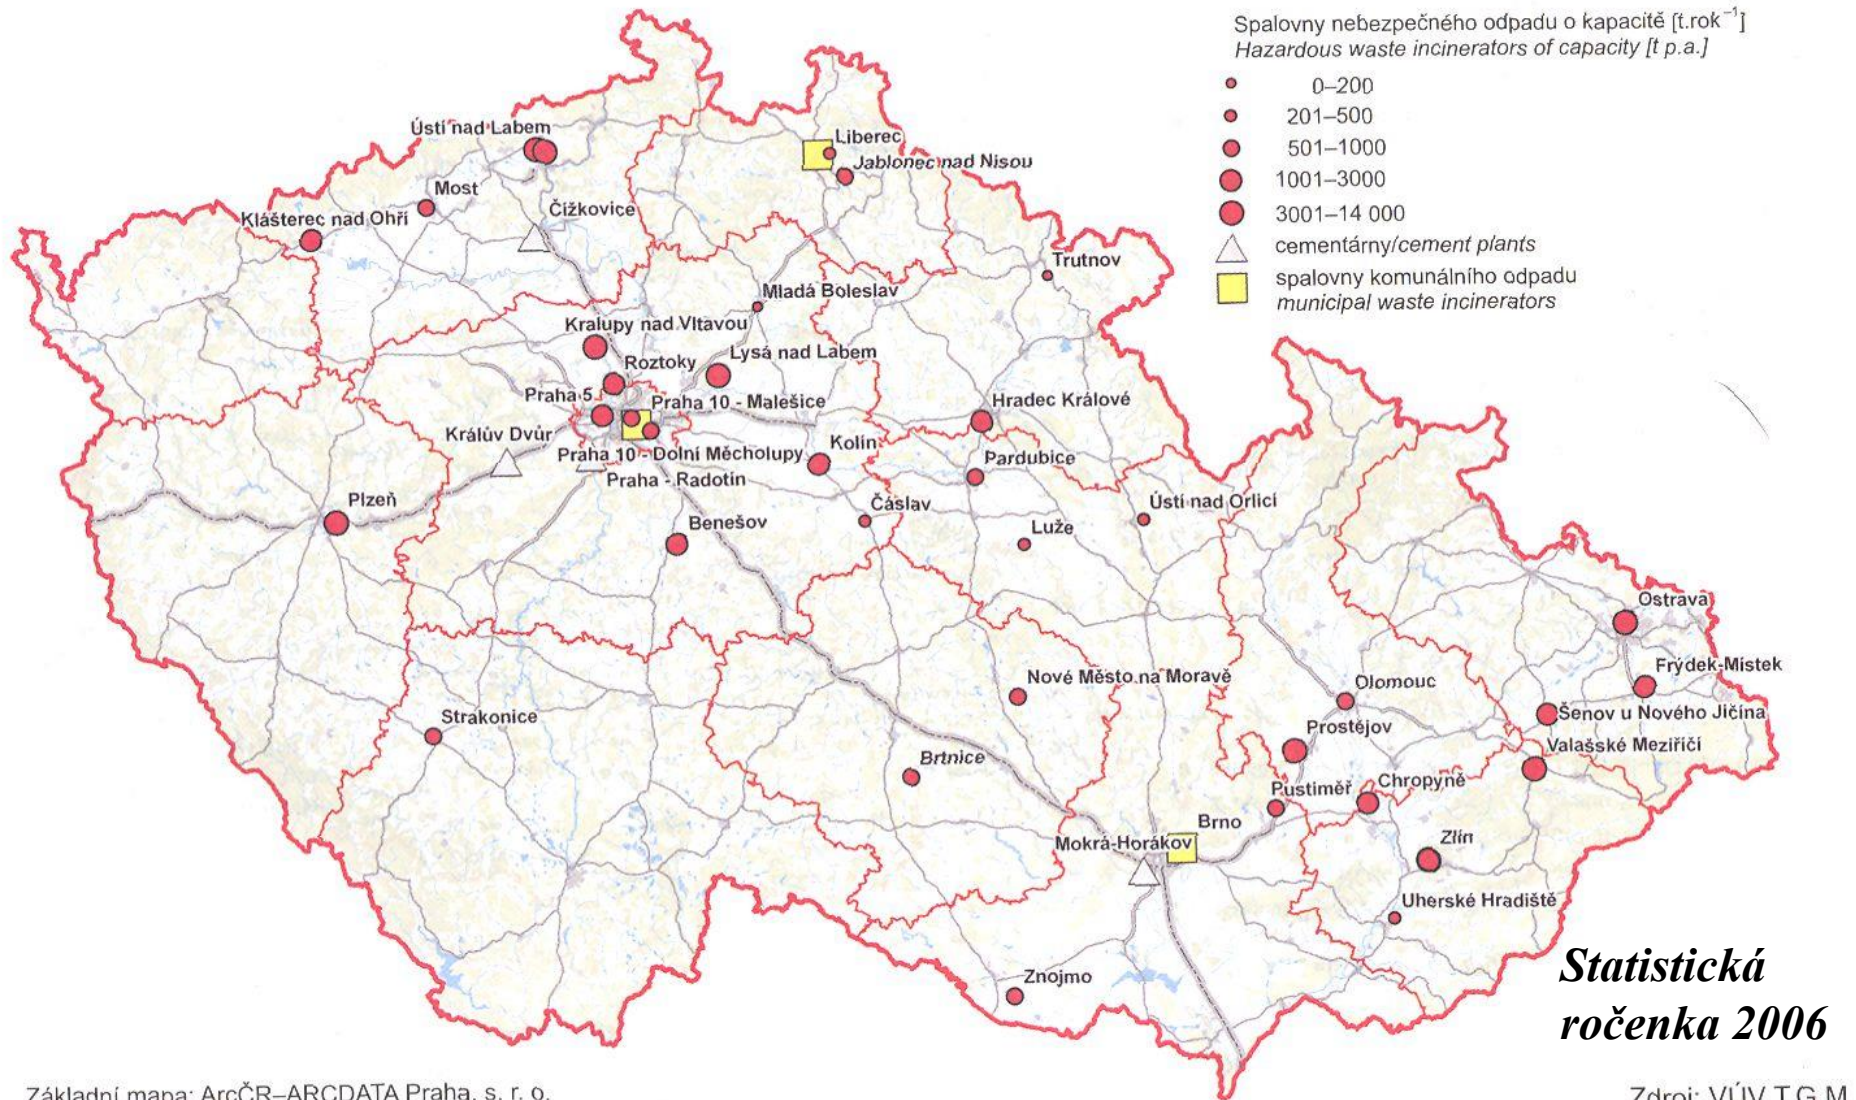 Spalovny nebezpečného odpadu o kapacitě [t.rok⁻¹]
Hazardous waste incinerators of capacity [t p.a.]
0–200
201–500
501–1000
1001–3000
3001–14 000
cementárny/cement plants
spalovny komunálního odpadu
municipal waste incinerators
Ústí nad Labem
Liberec
Jablonec nad Nisou
Most
Klášterec nad Ohří
Čížkovice
Trutnov
Mladá Boleslav
Kralupy nad Vltavou
Lysá nad Labem
Roztoky
Praha 5
Praha 10 - Malešice
Hradec Králové
Králův Dvůr
Kolín
Praha 10 - Dolní Měcholupy
Pardubice
Praha - Radotín
Plzeň
Čáslav
Ústí nad Orlicí
Benešov
Luže
Ostrava
Frýdek-Místek
Nové Město na Moravě
Olomouc
Strakonice
Šenov u Nového Jičína
Prostějov
Valašské Meziříčí
Brtnice
Chropyně
Pustiměř
Brno
Mokrá-Horákov
Zlín
Uherské Hradiště
Znojmo
Statistická
ročenka 2006
Základní mapa: ArcČR–ARCDATA Praha, s. r. o.
Zdroj: VÚV T.G.M